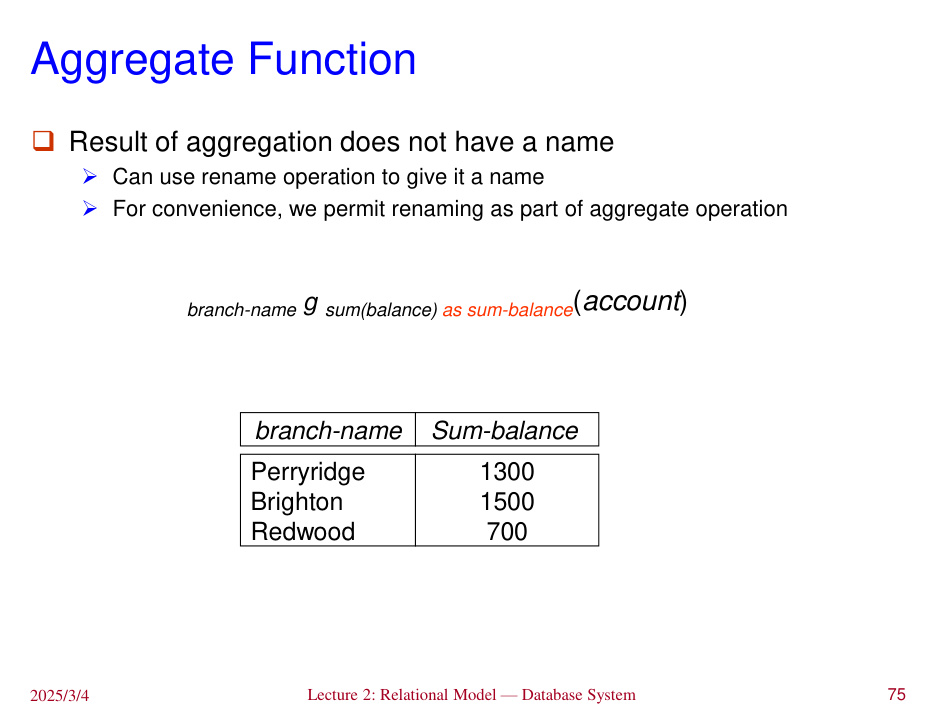 Aggregate Function
Result of aggregation does not have a name
Can use rename operation to give it a name
For convenience, we permit renaming as part of aggregate operation
branch-name g sum(balance) as sum-balance(account)
branch-name Sum-balance
Perryridge 1300
Brighton 1500
Redwood 700
2025/3/4 Lecture 2: Relational Model — Database System 75